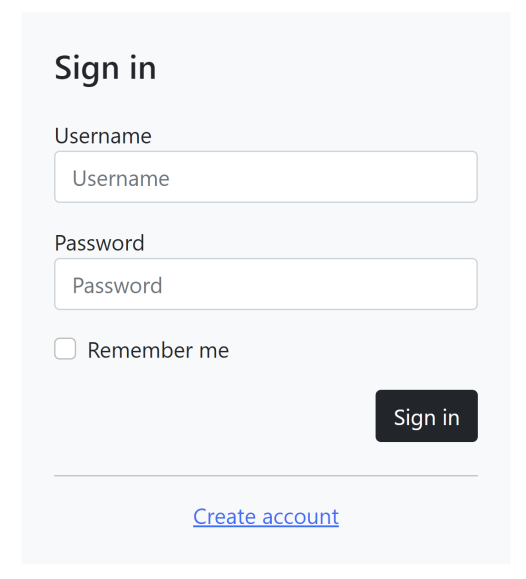 Sign in
Username
Username
Password
Password
Remember me
Sign in
Create account